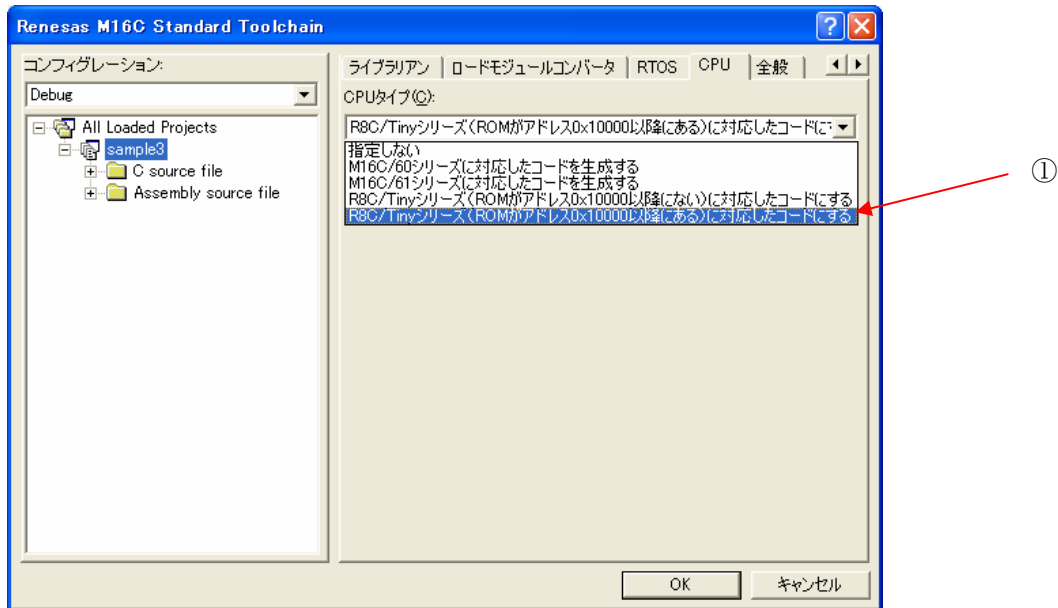 Renesas M16C Standard Toolchain
コンフィグレーション:
Debug
All Loaded Projects
sample3
C source file
Assembly source file
ライブラリアン
ロードモジュールコンバータ
RTOS
CPU
全般
CPUタイプ(C):
R8C/Tinyシリーズ(ROMがアドレス0x10000以降にある)に対応したコードにす
指定しない
M16C/60シリーズに対応したコードを生成する
M16C/61シリーズに対応したコードを生成する
R8C/Tinyシリーズ(ROMがアドレス0x10000以降にない)に対応したコードにする
R8C/Tinyシリーズ(ROMがアドレス0x10000以降にある)に対応したコードにする
①
OK
キャンセル